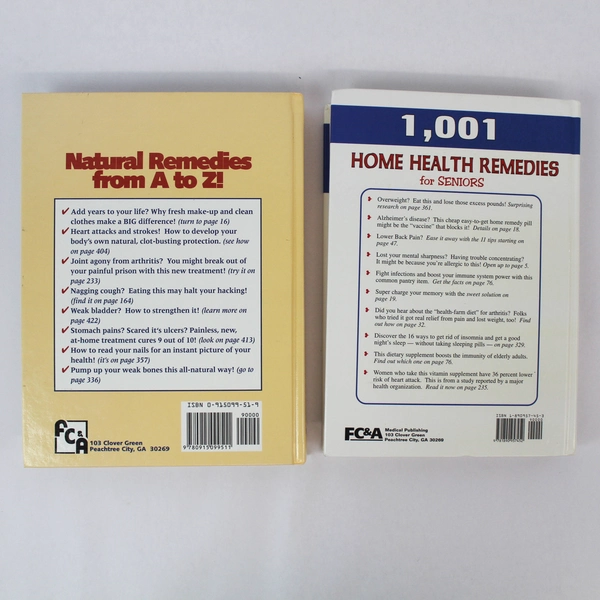 Natural Remedies
from A to Z!
✔ Add years to your life? Why fresh make-up and clean
clothes make a BIG difference! (turn to page 16)
✔ Heart attacks and strokes! How to develop your
body's own natural, clot-busting protection. (see how
on page 404)
✔ Joint agony from arthritis? You might break out of
your painful prison with this new treatment! (try it on
page 233)
✔ Nagging cough? Eating this may halt your hacking!
(find it on page 164)
✔ Weak bladder? How to strengthen it! (learn more on
page 422)
✔ Stomach pains? Scared it's ulcers? Painless, new,
at-home treatment cures 9 out of 10! (look on page 413)
✔ How to read your nails for an instant picture of your
health! (it's on page 357)
✔ Pump up your weak bones this all-natural way! (go to
page 336)
FC&A
103 Clover Green
Peachtree City, GA 30269
ISBN 0-915099-51-9
90000
9 780915 099511
1,001
HOME HEALTH REMEDIES
for SENIORS
Overweight? Eat this and lose those excess pounds! Surprising
research on page 361.
Alzheimer's disease? This cheap easy-to-get home remedy pill
might be the "vaccine" that blocks it! Details on page 18.
Lower Back Pain? Ease it away with the 11 tips starting on
page 47.
Lost your mental sharpness? Having trouble concentrating?
It might be because you're allergic to this! Open up to page 5.
Fight infections and boost your immune system power with this
common pantry item. Get the facts on page 76.
Super charge your memory with the sweet solution on
page 19.
Did you hear about the "health-farm diet" for arthritis? Folks
who tried it got real relief from pain and lost weight, too! Find
out how on page 32.
Discover the 16 ways to get rid of insomnia and get a good
night's sleep — without taking sleeping pills — on page 329.
This dietary supplement boosts the immunity of elderly adults.
Find out which one on page 76.
Women who take this vitamin supplement have 36 percent lower
risk of heart attack. This is from a study reported by a major
health organization. Read it now on page 235.
FC&A Medical Publishing
103 Clover Green
Peachtree City, GA 30269
90000